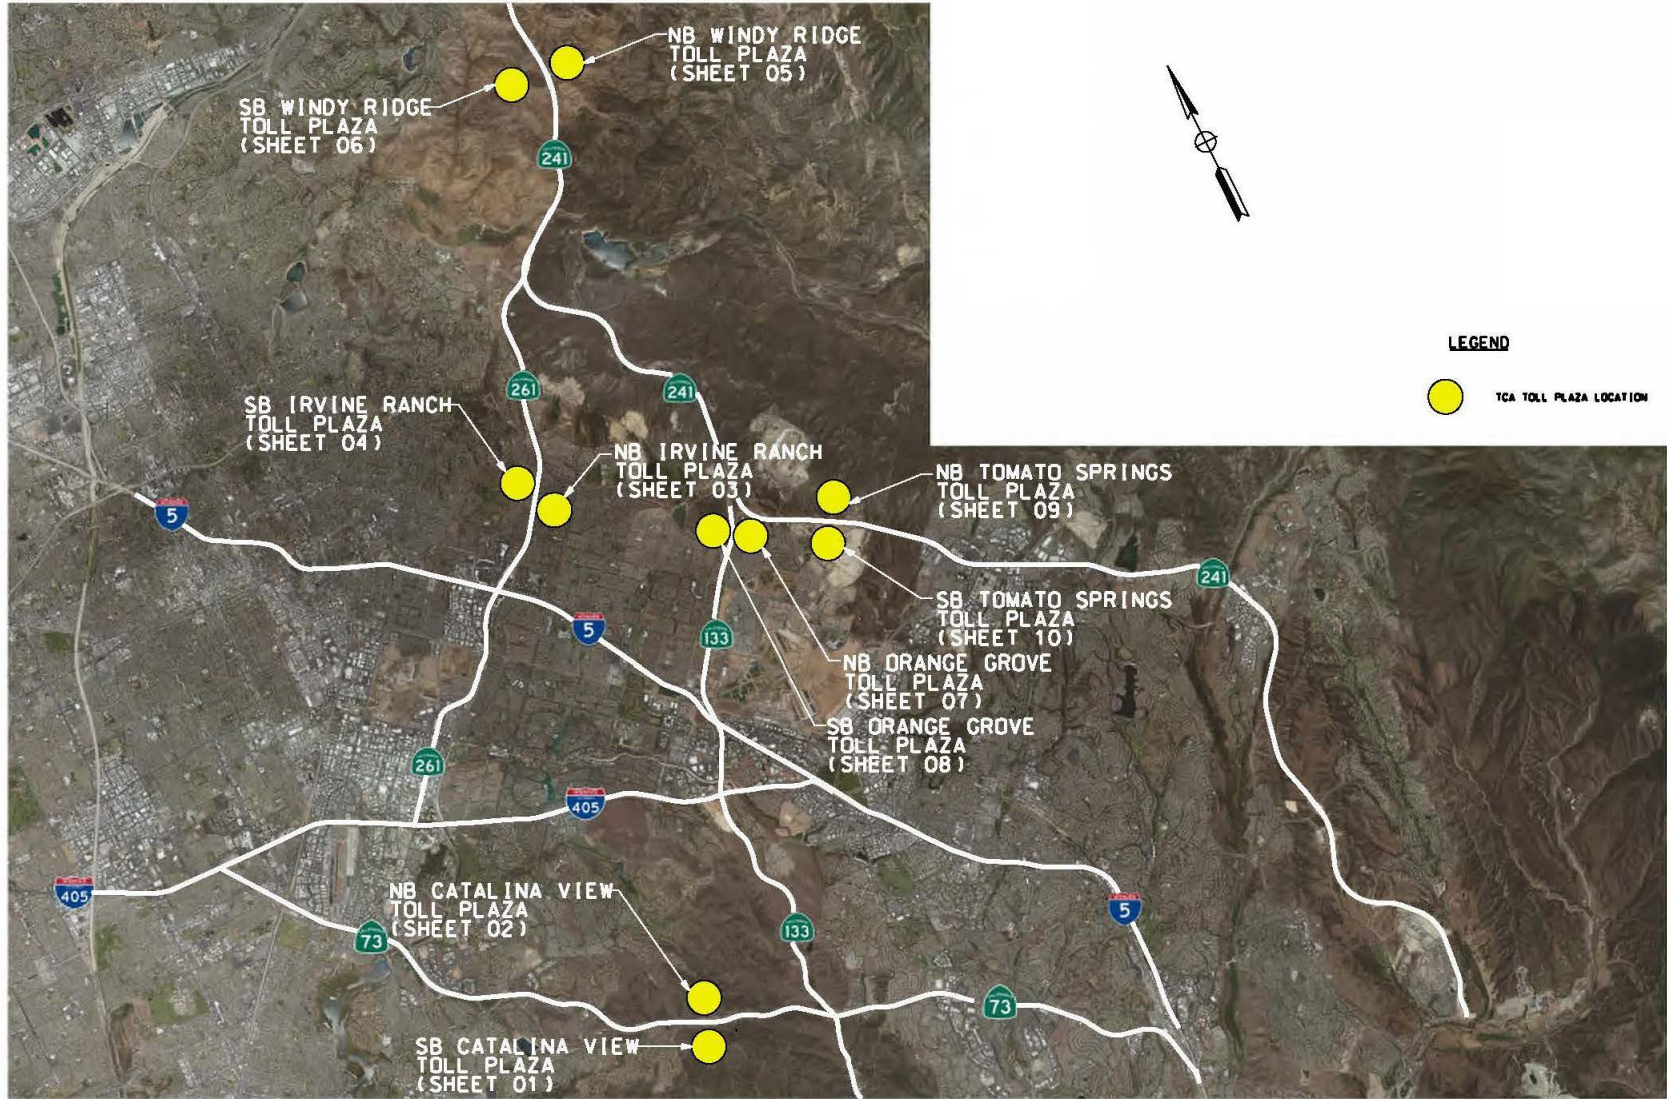 NB WINDY RIDGE
TOLL PLAZA
(SHEET 05)
SB WINDY RIDGE
TOLL PLAZA
(SHEET 06)
241
LEGEND
TCA TOLL PLAZA LOCATION
261
241
SB IRVINE RANCH
TOLL PLAZA
(SHEET 04)
NB IRVINE RANCH
TOLL PLAZA
(SHEET 03)
NB TOMATO SPRINGS
TOLL PLAZA
(SHEET 09)
5
241
SB TOMATO SPRINGS
TOLL PLAZA
(SHEET 10)
5
133
NB ORANGE GROVE
TOLL PLAZA
(SHEET 07)
SB ORANGE GROVE
TOLL PLAZA
(SHEET 08)
261
405
405
NB CATALINA VIEW
TOLL PLAZA
(SHEET 02)
5
133
73
73
SB CATALINA VIEW
TOLL PLAZA
(SHEET 01)